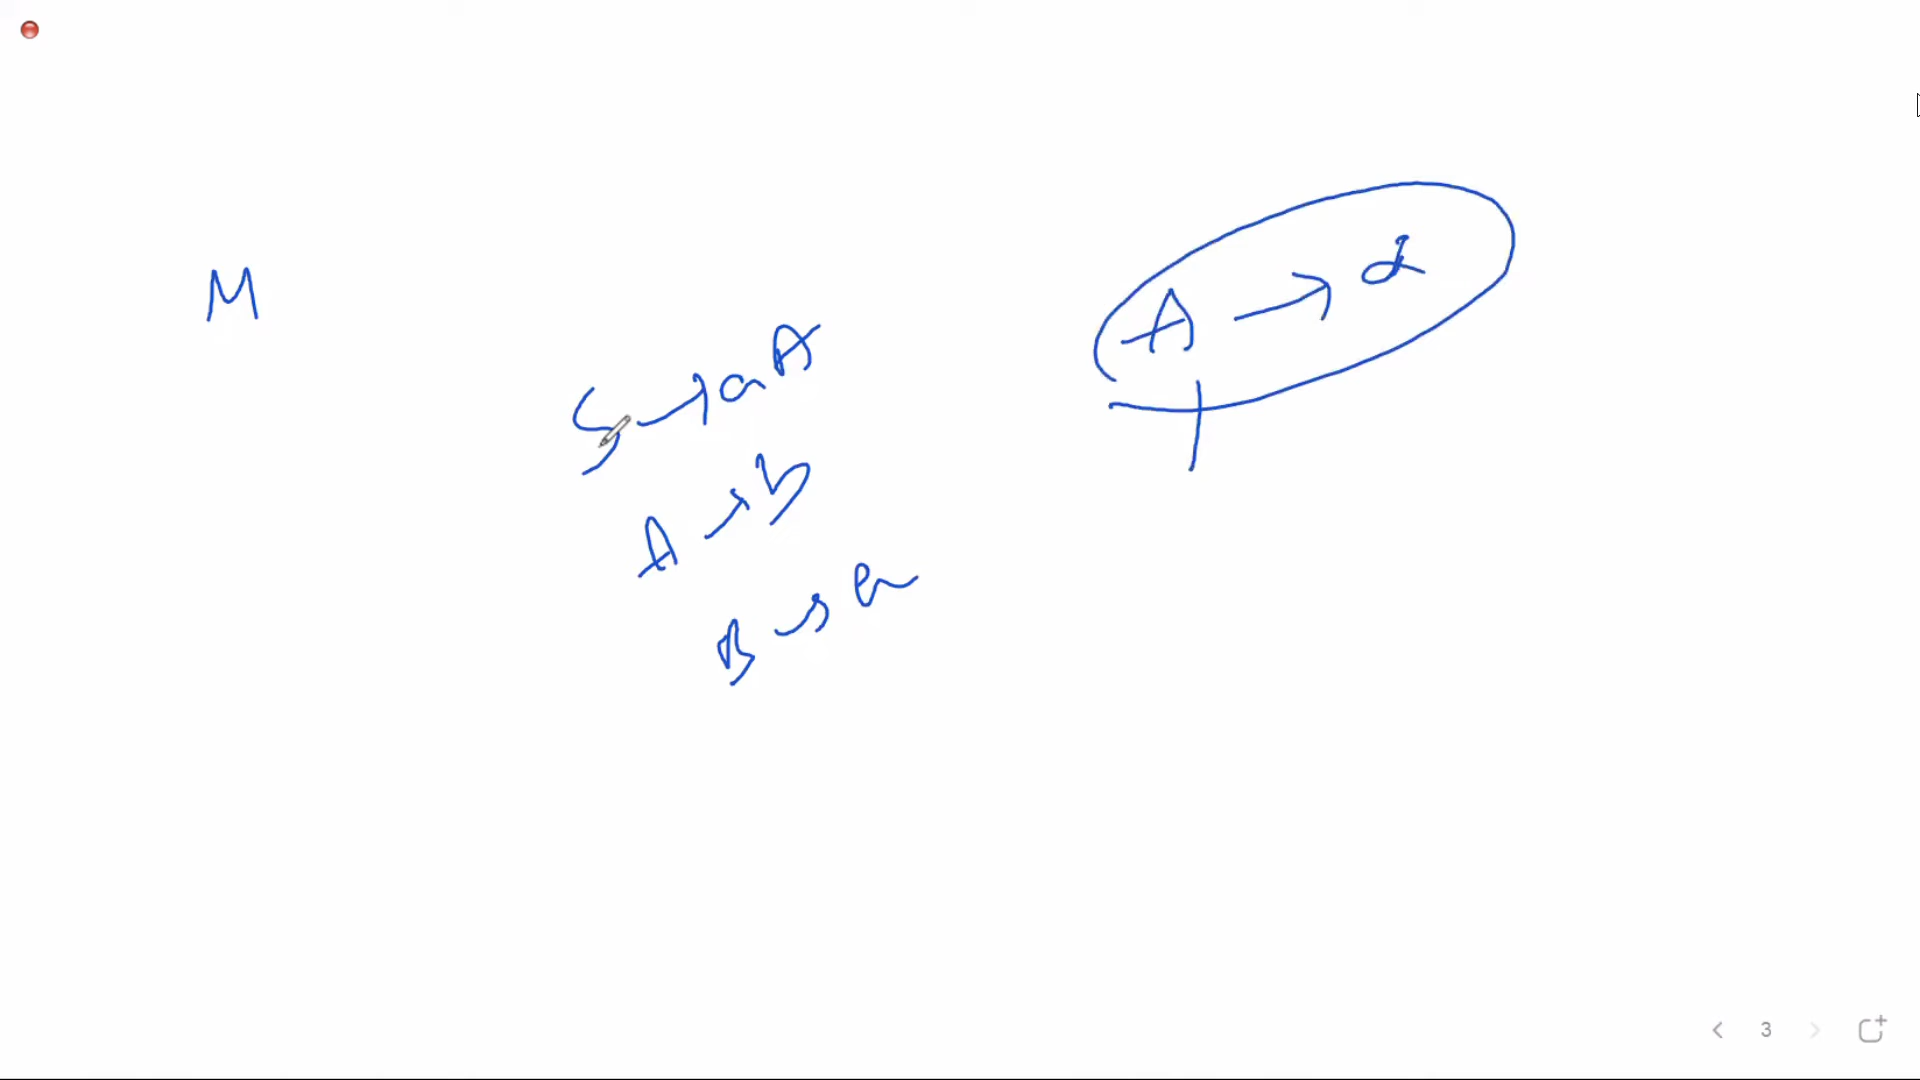 M
A → α
S → aA
A → b
B → a
3